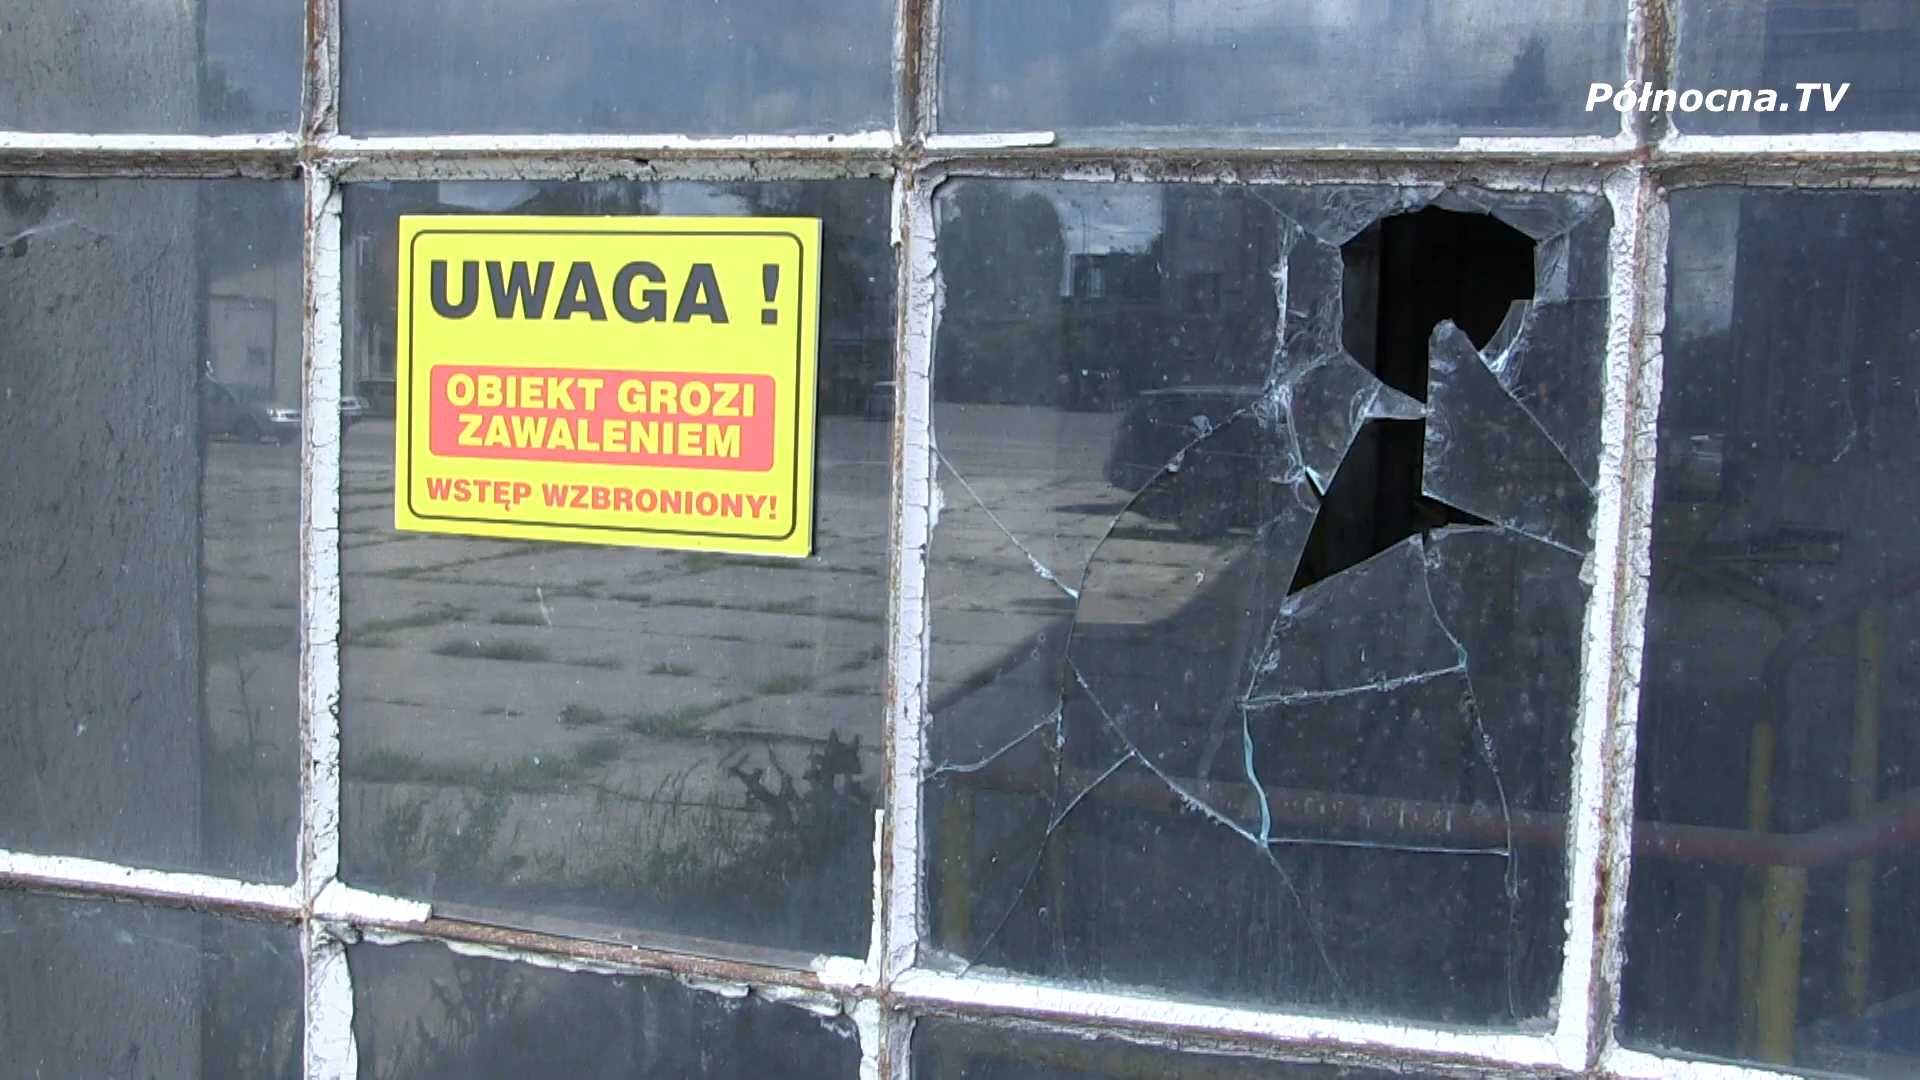 Północna.TV
UWAGA !
OBIEKT GROZI
ZAWALENIEM
WSTĘP WZBRONIONY!